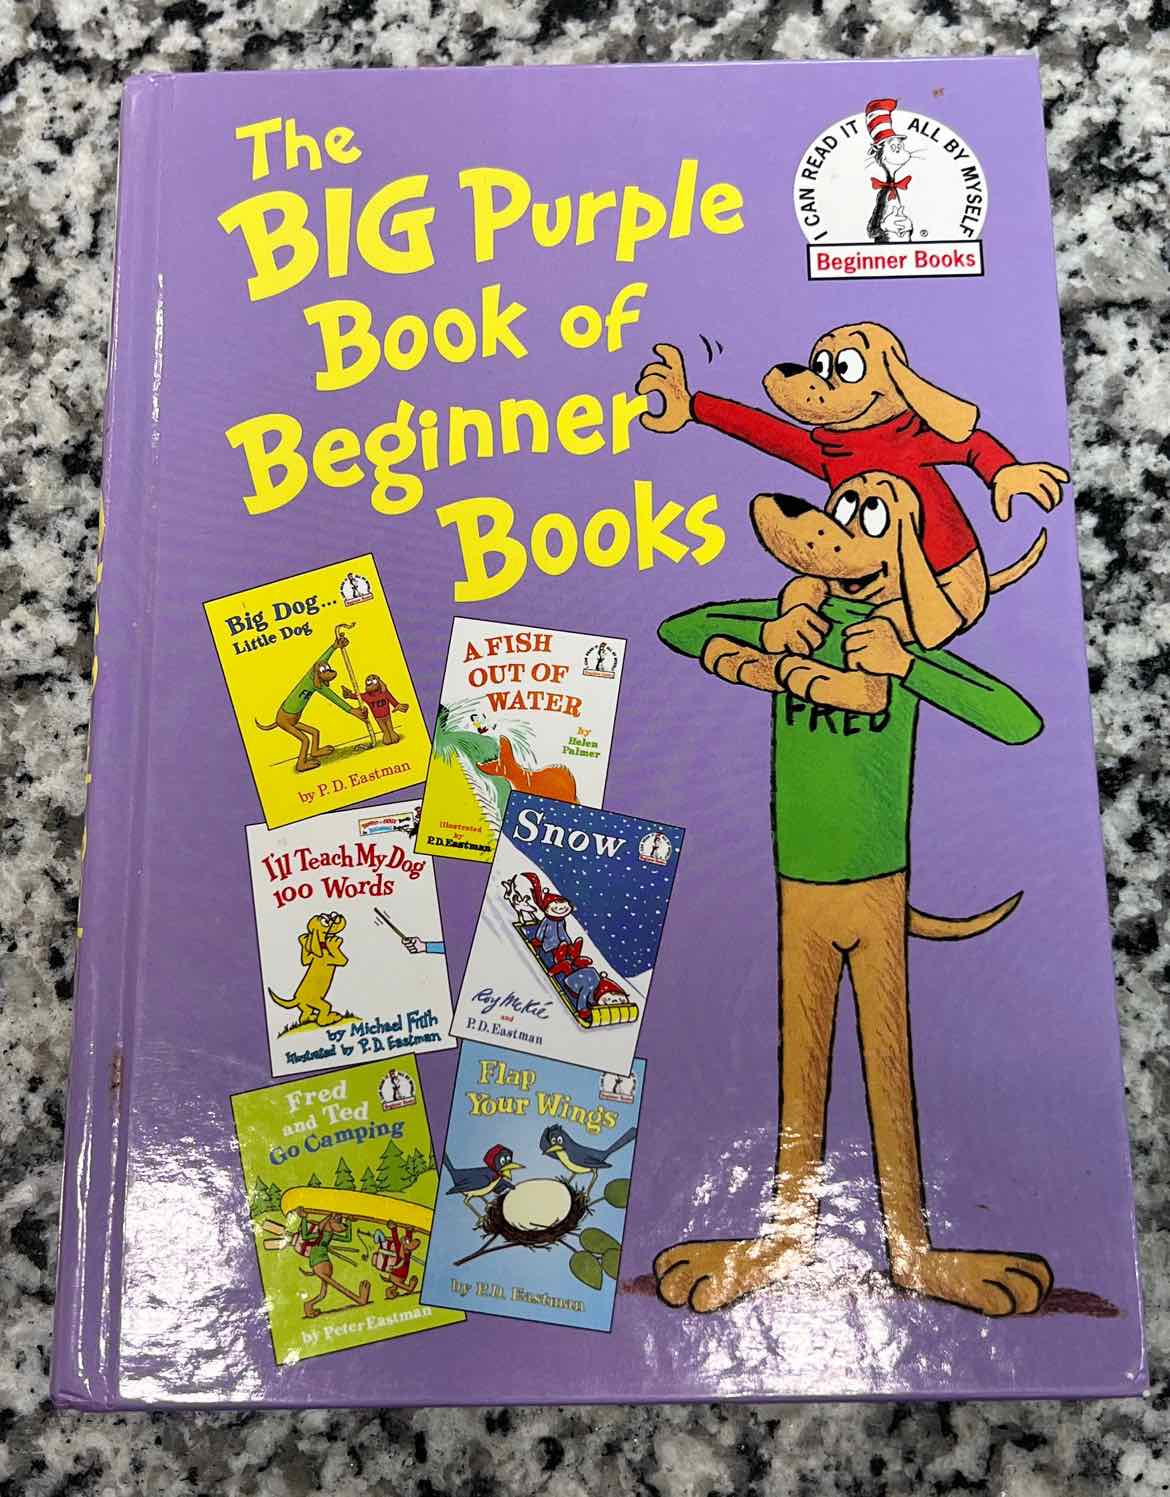 The
BIG Purple
Book of
Beginner
Books
I CAN READ IT ALL BY MYSELF
®
Beginner Books
FRED
Big Dog...
Little Dog
FRED
TED
by P. D. Eastman
A FISH
OUT OF
WATER
by
Helen
Palmer
illustrated
by
P.D. Eastman
I'll Teach My Dog
100 Words
by Michael Frith
Illustrated by P. D. Eastman
Snow
Roy McKié
and
P. D. Eastman
Fred
and Ted
Go Camping
by Peter Eastman
Flap
Your Wings
by P.D. Eastman